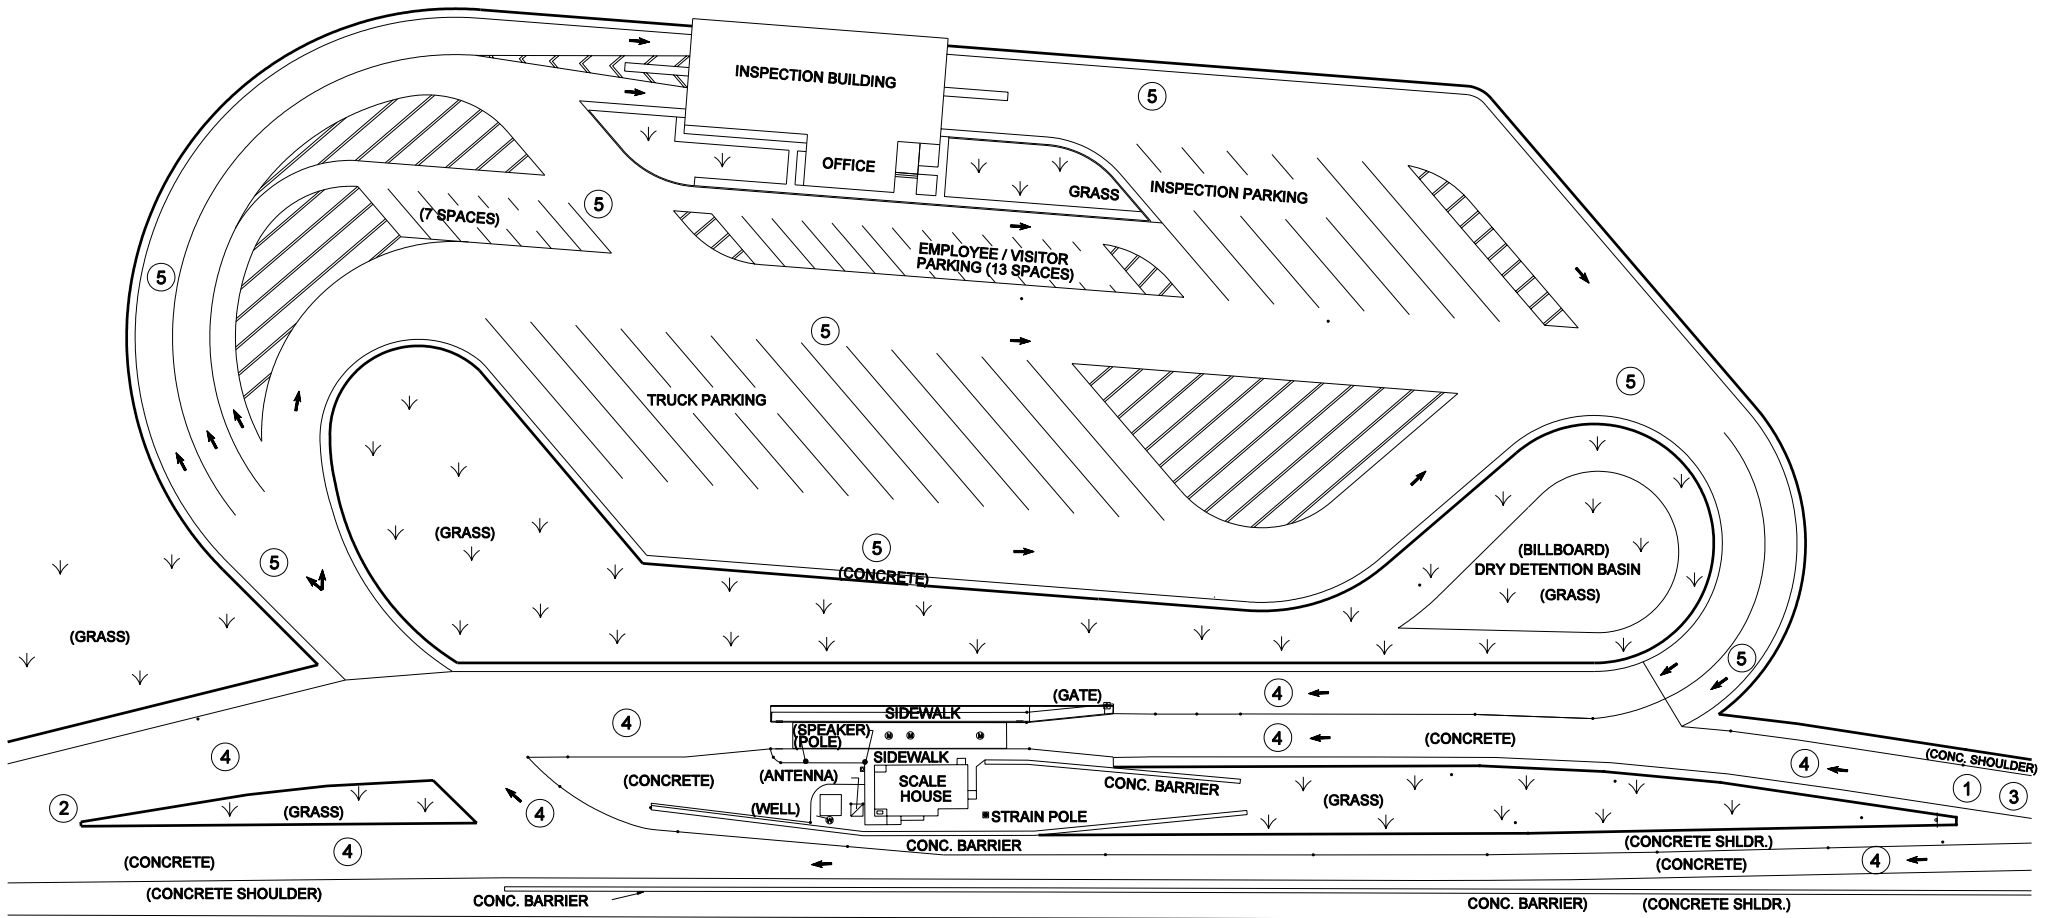 INSPECTION BUILDING
5
OFFICE
GRASS
INSPECTION PARKING
(7 SPACES)
5
EMPLOYEE / VISITOR
PARKING (13 SPACES)
5
5
5
TRUCK PARKING
(GRASS)
5
(CONCRETE)
5
(BILLBOARD)
DRY DETENTION BASIN
(GRASS)
(GRASS)
5
(GATE)
4
SIDEWALK
4
(SPEAKER)
(POLE)
M
M
M
4
(CONCRETE)
4
SIDEWALK
(CONC. SHOULDER)
4
(CONCRETE)
(ANTENNA)
SCALE
HOUSE
CONC. BARRIER
1
3
2
(GRASS)
4
(WELL)
W
STRAIN POLE
(GRASS)
4
CONC. BARRIER
(CONCRETE SHLDR.)
(CONCRETE)
(CONCRETE)
4
(CONCRETE SHOULDER)
CONC. BARRIER
CONC. BARRIER)
(CONCRETE SHLDR.)